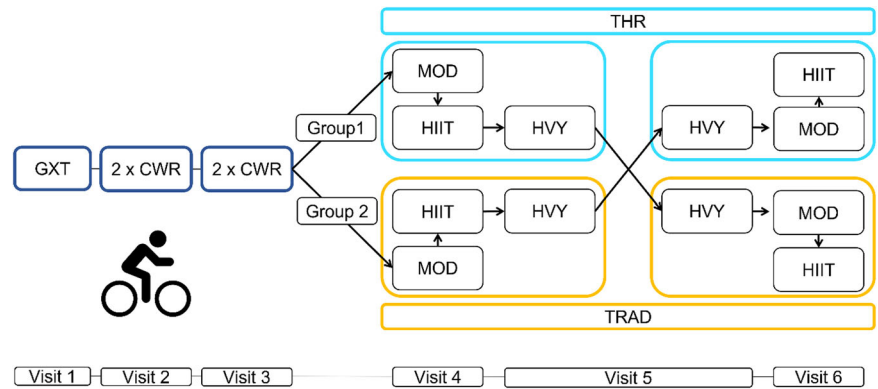 THR
MOD
HIIT
HVY
HVY
MOD
HIIT
Group1
GXT
2 x CWR
2 x CWR
Group 2
HIIT
HVY
MOD
HVY
MOD
HIIT
TRAD
Visit 1
Visit 2
Visit 3
Visit 4
Visit 5
Visit 6